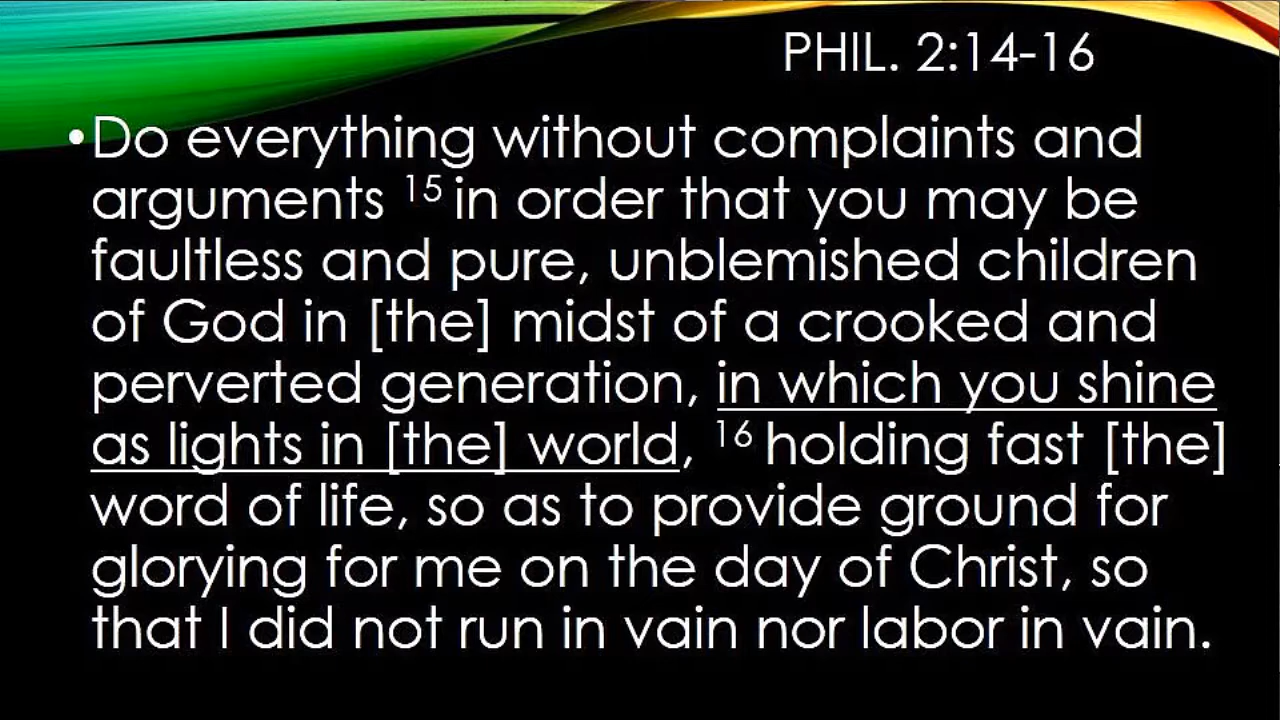 PHIL. 2:14-16
•Do everything without complaints and
arguments ¹⁵ in order that you may be
faultless and pure, unblemished children
of God in [the] midst of a crooked and
perverted generation, in which you shine
as lights in [the] world, ¹⁶ holding fast [the]
word of life, so as to provide ground for
glorying for me on the day of Christ, so
that I did not run in vain nor labor in vain.